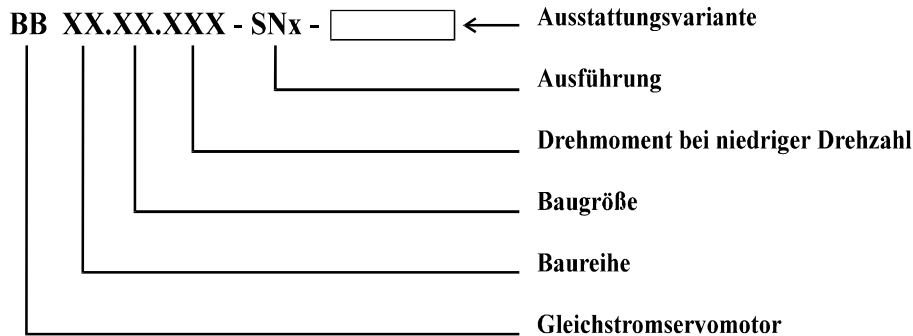 BB XX.XX.XXX - SNx -
Ausstattungsvariante
Ausführung
Drehmoment bei niedriger Drehzahl
Baugröße
Baureihe
Gleichstromservomotor